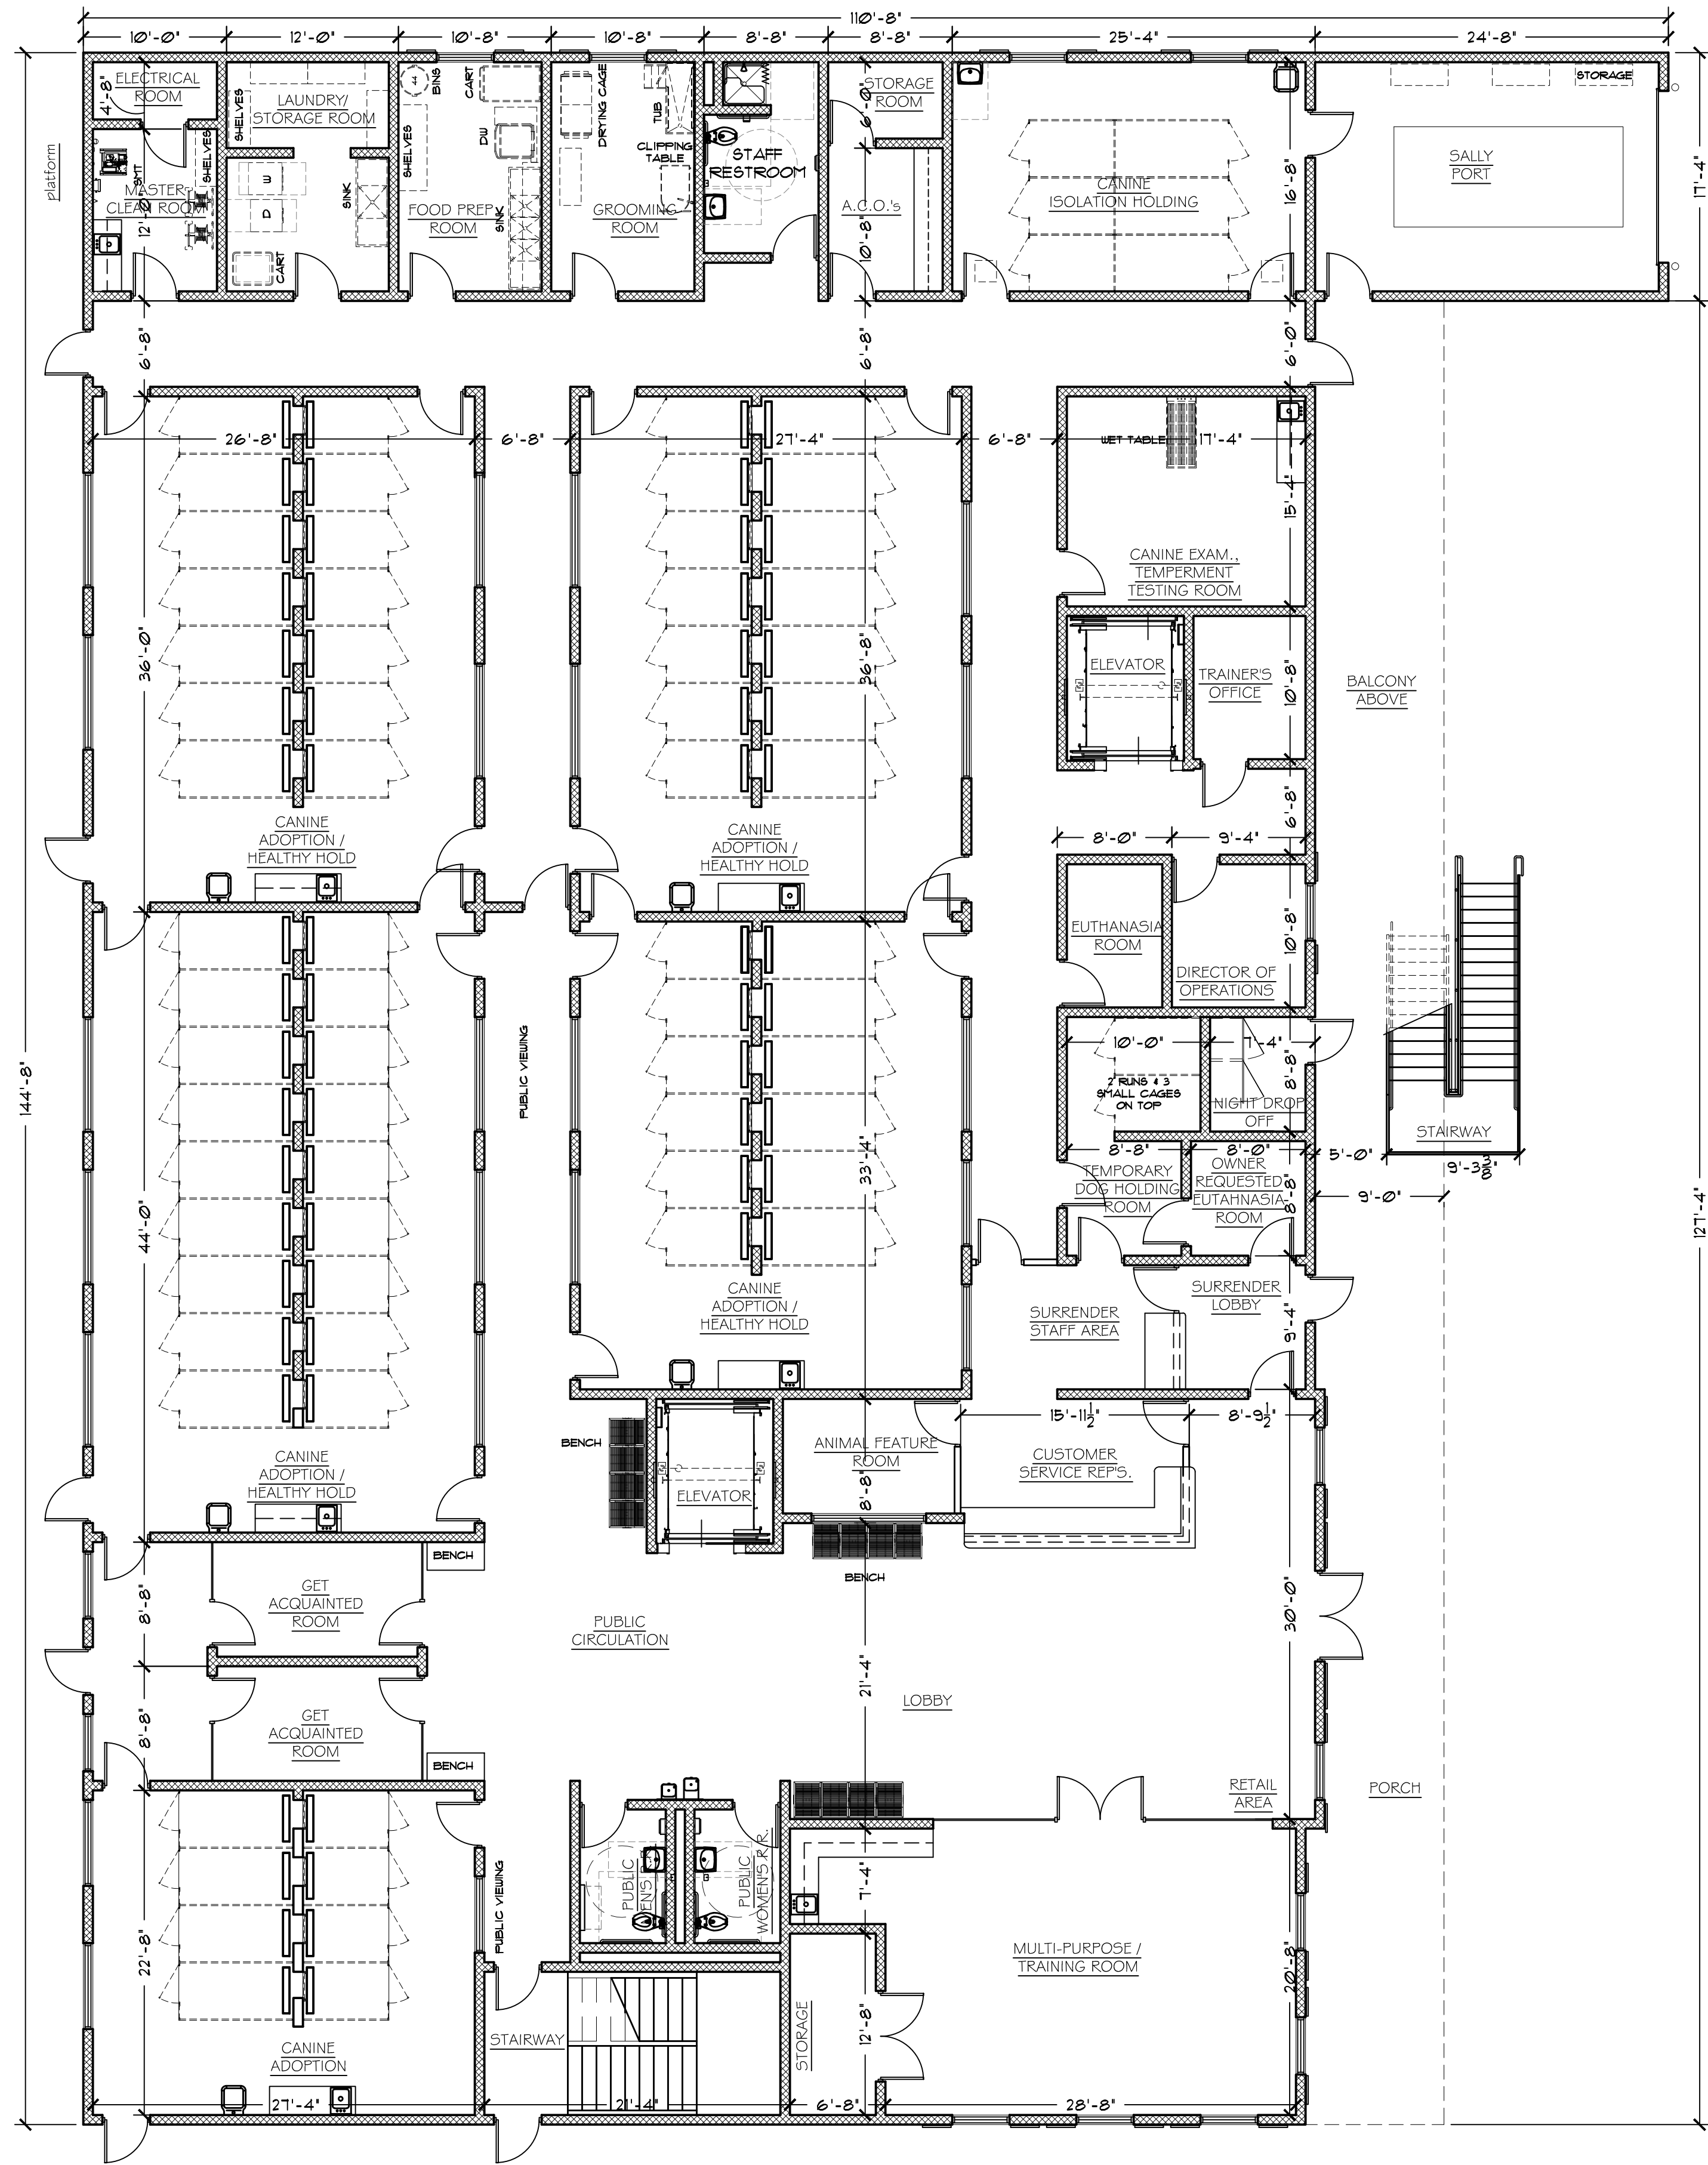 110'-8"
10'-0"
12'-0"
10'-8"
10'-8"
8'-8"
8'-8"
25'-4"
24'-8"
ELECTRICAL
ROOM
4'-8"
SHELVES
LAUNDRY/
STORAGE ROOM
44
BINS
CART
DW
SHELVES
DRYING CAGE
TUB
CLIPPING
TABLE
STAFF
RESTROOM
STORAGE
ROOM
6'-0"
STORAGE
platform
SMT
SHELVES
MASTER
CLEAN ROOM
12'-0"
W
D
SINK
CART
FOOD PREP
ROOM
SINK
GROOMING
ROOM
A.C.O.'s
10'-8"
CANINE
ISOLATION HOLDING
16'-8"
SALLY
PORT
17'-4"
6'-8"
6'-8"
6'-0"
26'-8"
6'-8"
27'-4"
6'-8"
WET TABLE
17'-4"
15'-4"
CANINE EXAM.,
TEMPERMENT
TESTING ROOM
36'-0"
36'-8"
ELEVATOR
TRAINER'S
OFFICE
10'-8"
BALCONY
ABOVE
CANINE
ADOPTION /
HEALTHY HOLD
CANINE
ADOPTION /
HEALTHY HOLD
6'-8"
8'-0"
9'-4"
EUTHANASIA
ROOM
DIRECTOR OF
OPERATIONS
10'-8"
144'-8"
PUBLIC VIEWING
10'-0"
7'-4"
2 RUNS & 3
SMALL CAGES
ON TOP
NIGHT DROP
OFF
8'-8"
STAIRWAY
5'-0"
9'-3 3/8"
9'-0"
127'-4"
8'-8"
8'-0"
TEMPORARY
DOG HOLDING
ROOM
OWNER
REQUESTED
EUTAHNASIA
ROOM
8'-8"
44'-0"
33'-4"
CANINE
ADOPTION /
HEALTHY HOLD
SURRENDER
STAFF AREA
SURRENDER
LOBBY
9'-4"
CANINE
ADOPTION /
HEALTHY HOLD
BENCH
ELEVATOR
ANIMAL FEATURE
ROOM
8'-8"
15'-11 1/2"
8'-9 1/2"
CUSTOMER
SERVICE REP'S.
BENCH
BENCH
GET
ACQUAINTED
ROOM
8'-8"
PUBLIC
CIRCULATION
30'-0"
21'-4"
LOBBY
GET
ACQUAINTED
ROOM
8'-8"
BENCH
RETAIL
AREA
PORCH
PUBLIC
PUBLIC
WOMEN'S R.R.
7'-4"
PUBLIC VIEWING
22'-8"
MULTI-PURPOSE /
TRAINING ROOM
20'-8"
CANINE
ADOPTION
STAIRWAY
STORAGE
12'-8"
27'-4"
21'-4"
6'-8"
28'-8"